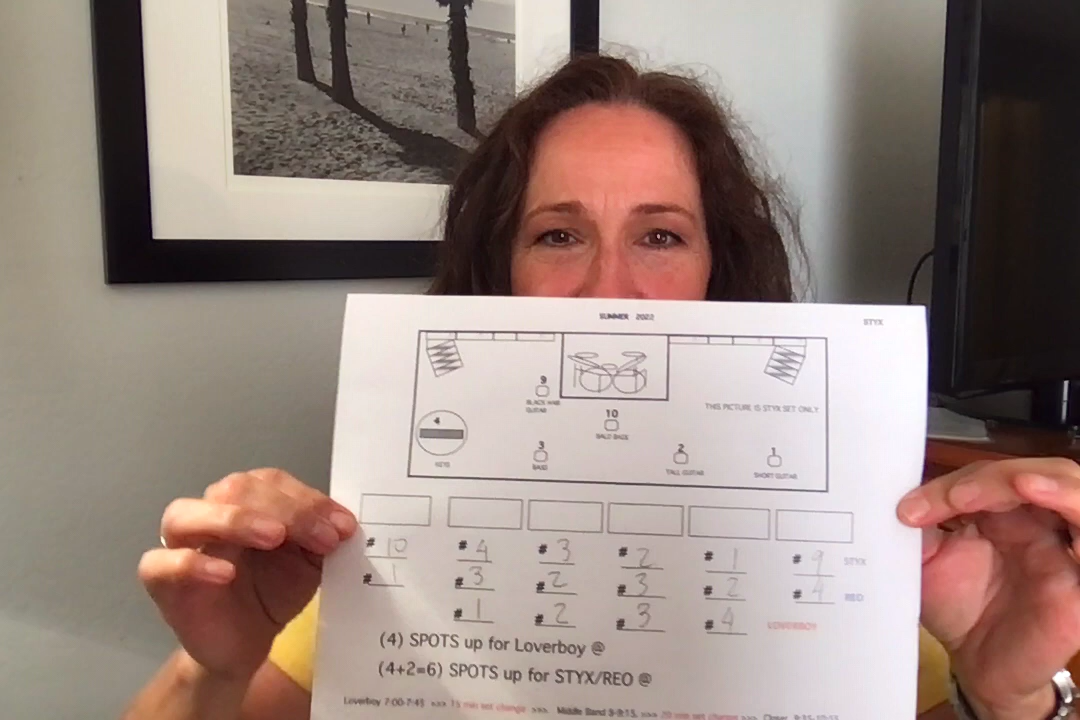 SUMMER 2022 STYX
9
BLACK HAIR
GUITAR
THIS PICTURE IS STYX SET ONLY
10
BALD BASS
4
KEYS
3
BASS
2
TALL GUITAR
1
SHORT GUITAR
# 10 # 4 # 3 # 2 # 1 # 9 STYX
# 1 # 3 # 2 # 3 # 2 # 4 REO
# 1 # 2 # 3 # 4 LOVERBOY
(4) SPOTS up for Loverboy @
(4+2=6) SPOTS up for STYX/REO @
Loverboy 7:00-7:45 >>> 15 min set change >>> Middle Band 8-9:15, >>> 20 min set change >>> Closer